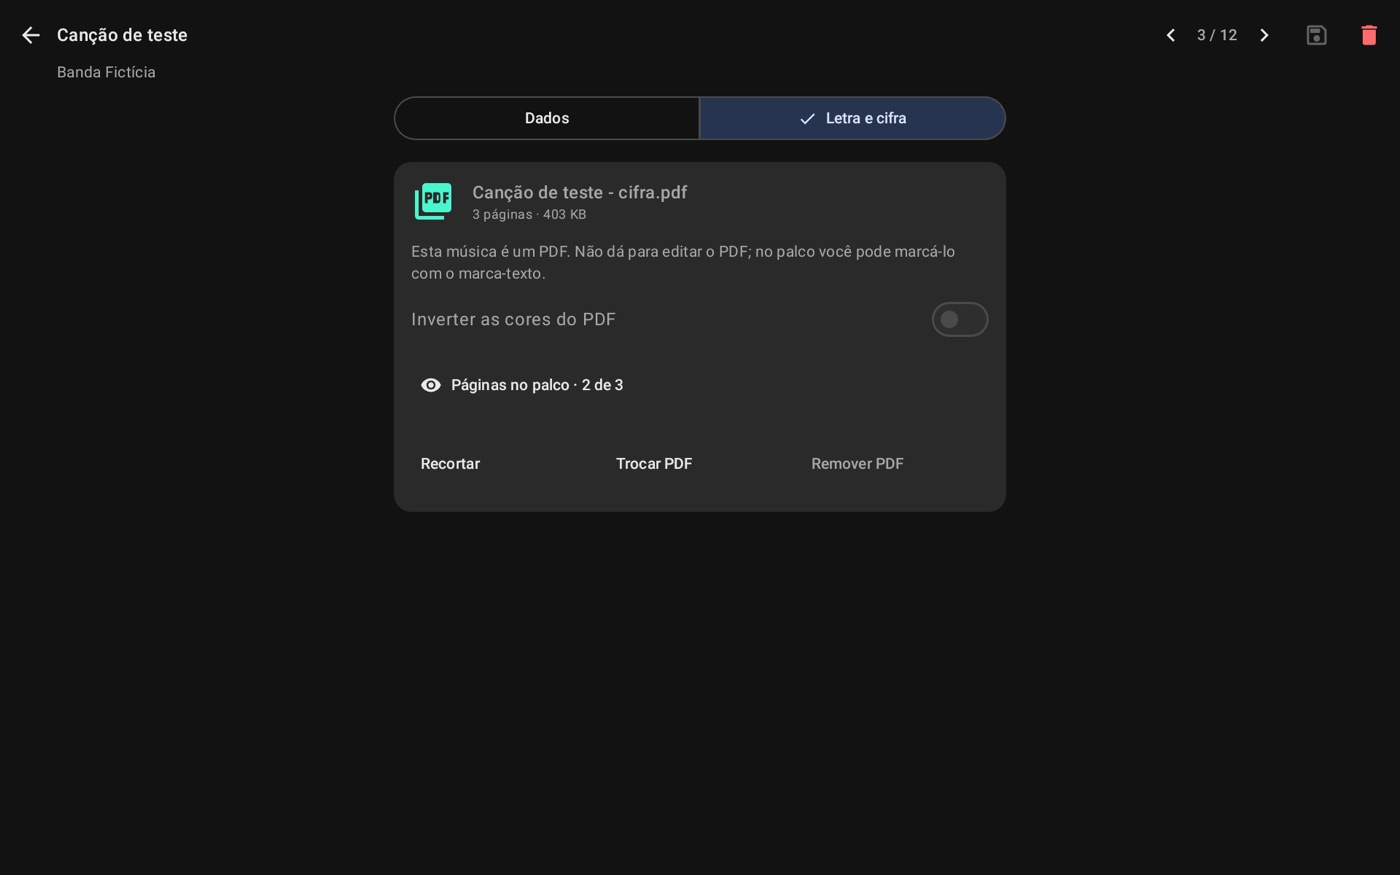 Canção de teste
3 / 12
Banda Fictícia
Dados
Letra e cifra
PDF
Canção de teste - cifra.pdf
3 páginas · 403 KB
Esta música é um PDF. Não dá para editar o PDF; no palco você pode marcá-lo
com o marca-texto.
Inverter as cores do PDF
Páginas no palco · 2 de 3
Recortar
Trocar PDF
Remover PDF